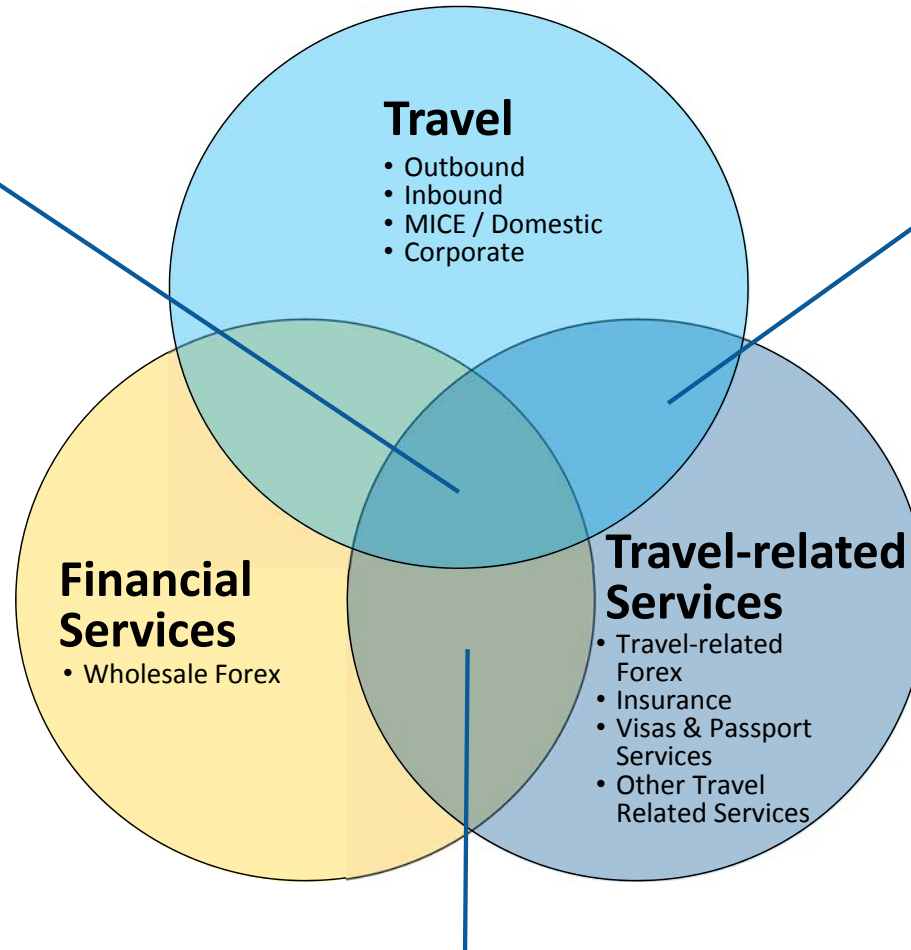 Travel
• Outbound
• Inbound
• MICE / Domestic
• Corporate
Financial
Services
• Wholesale Forex
Travel-related
Services
• Travel-related
Forex
• Insurance
• Visas & Passport
Services
• Other Travel
Related Services